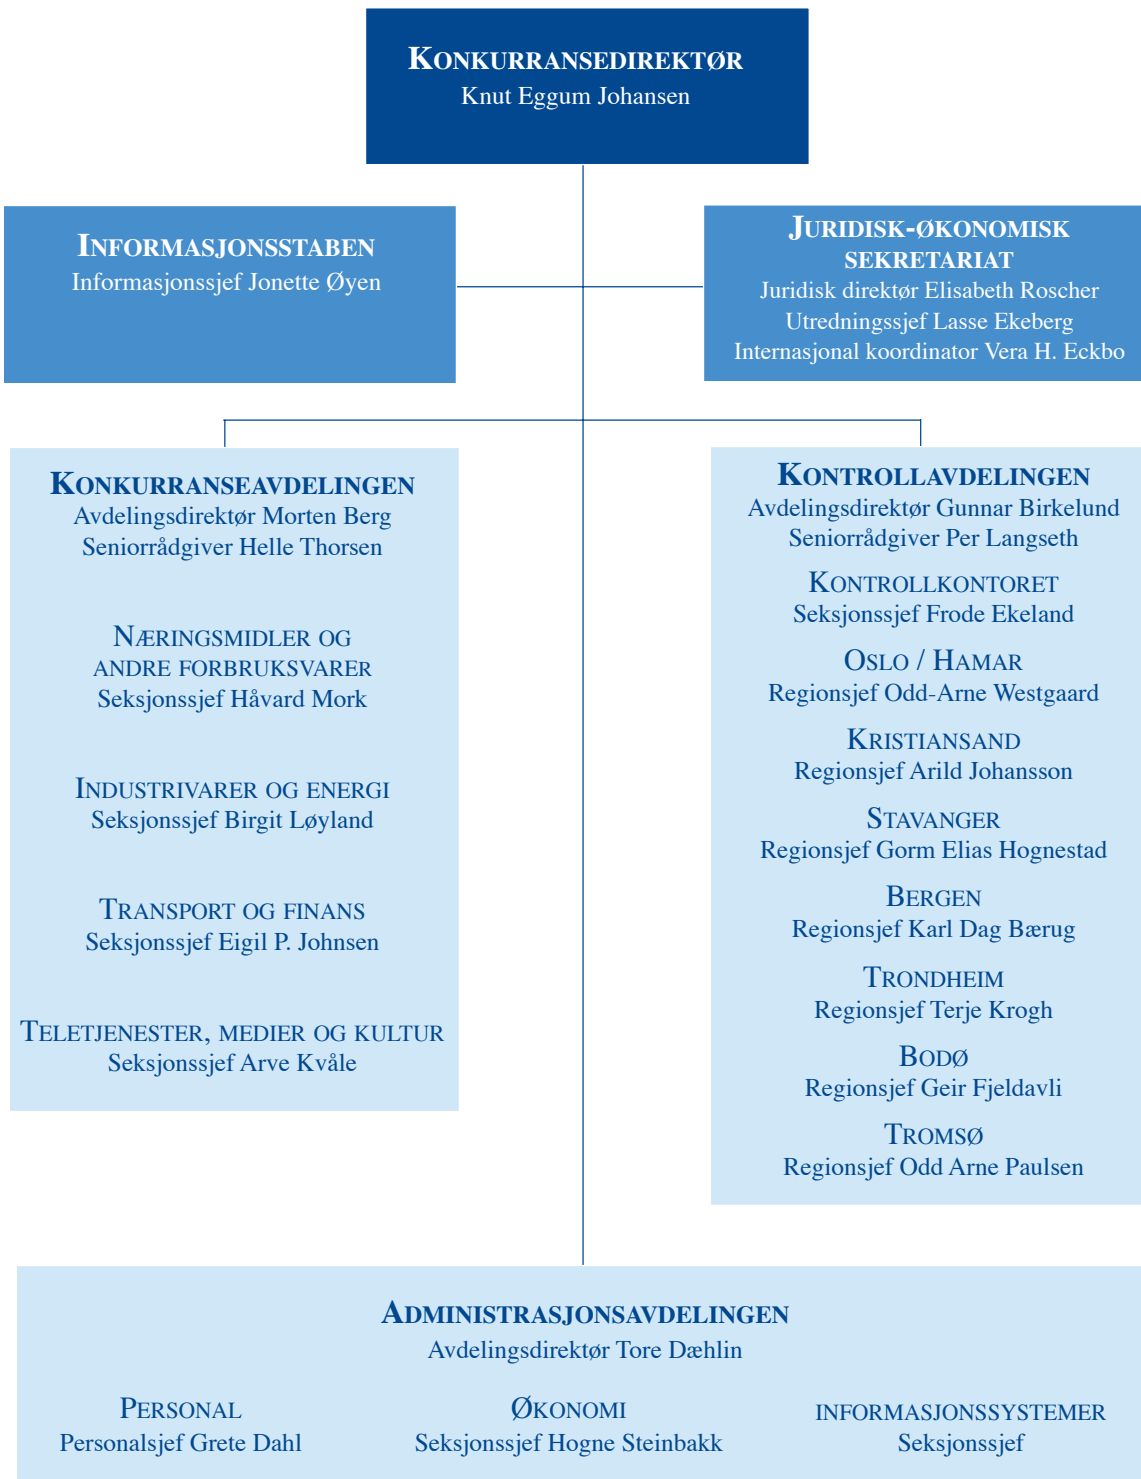 KONKURRANSEDIREKTØR
Knut Eggum Johansen
INFORMASJONSSTABEN
Informasjonssjef Jonette Øyen
JURIDISK-ØKONOMISK
SEKRETARIAT
Juridisk direktør Elisabeth Roscher
Utredningssjef Lasse Ekeberg
Internasjonal koordinator Vera H. Eckbo
KONKURRANSEAVDELINGEN
Avdelingsdirektør Morten Berg
Seniorrådgiver Helle Thorsen
NÆRINGSMIDLER OG
ANDRE FORBRUKSVARER
Seksjonssjef Håvard Mork
INDUSTRIVARER OG ENERGI
Seksjonssjef Birgit Løyland
TRANSPORT OG FINANS
Seksjonssjef Eigil P. Johnsen
TELETJENESTER, MEDIER OG KULTUR
Seksjonssjef Arve Kvåle
KONTROLLAVDELINGEN
Avdelingsdirektør Gunnar Birkelund
Seniorrådgiver Per Langseth
KONTROLLKONTORET
Seksjonssjef Frode Ekeland
OSLO / HAMAR
Regionsjef Odd-Arne Westgaard
KRISTIANSAND
Regionsjef Arild Johansson
STAVANGER
Regionsjef Gorm Elias Hognestad
BERGEN
Regionsjef Karl Dag Bærug
TRONDHEIM
Regionsjef Terje Krogh
BODØ
Regionsjef Geir Fjeldavli
TROMSØ
Regionsjef Odd Arne Paulsen
ADMINISTRASJONSAVDELINGEN
Avdelingsdirektør Tore Dæhlin
PERSONAL
Personalsjef Grete Dahl
ØKONOMI
Seksjonssjef Hogne Steinbakk
INFORMASJONSSYSTEMER
Seksjonssjef